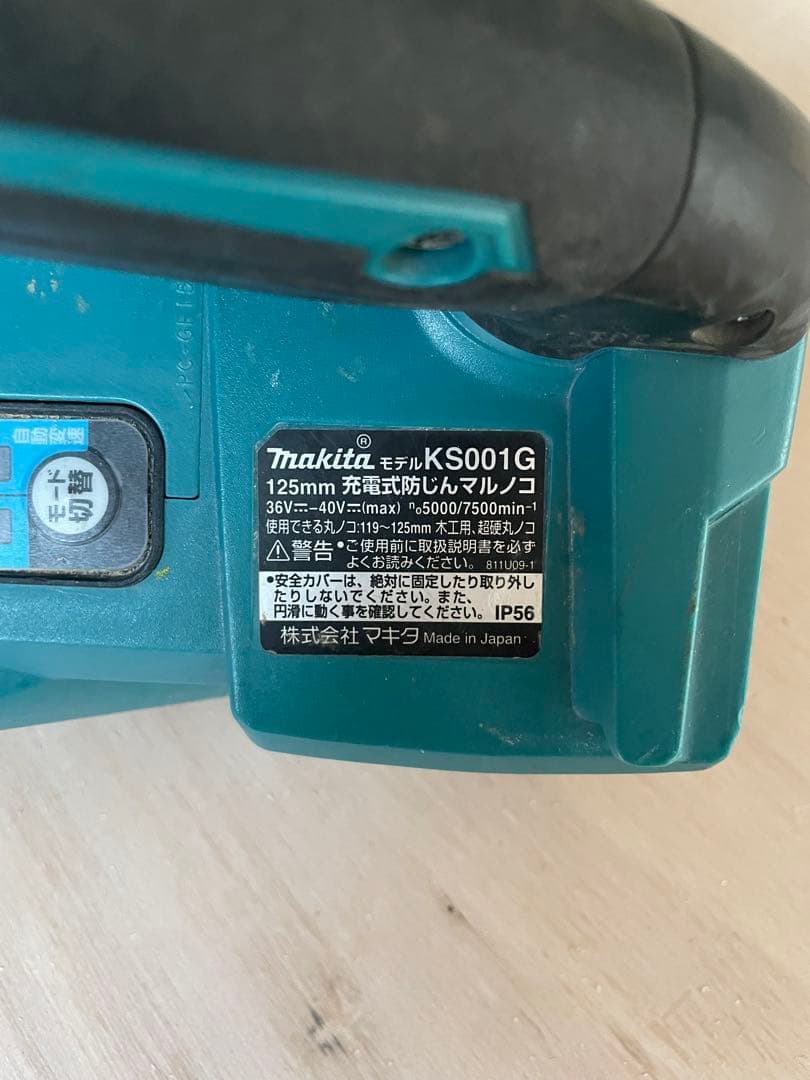 >PC-GF15
自動変速
モード
切替
makita® モデルKS001G
125mm 充電式防じんマルノコ
36V⎓-40V⎓(max) n₀5000/7500min-1
使用できる丸ノコ:119～125mm 木工用、超硬丸ノコ
⚠警告 •ご使用前に取扱説明書を必ず
よくお読みください。 811U09-1
•安全カバーは、絶対に固定したり取り外し
たりしないでください。また、
円滑に動く事を確認してください。 IP56
株式会社マキタ Made in Japan